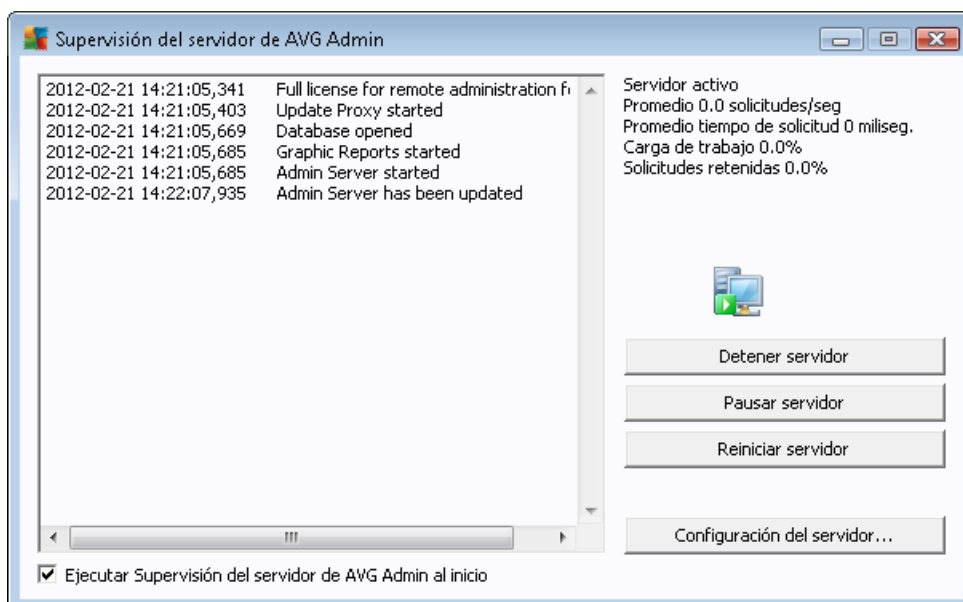 Supervisión del servidor de AVG Admin
2012-02-21 14:21:05,341 Full license for remote administration
2012-02-21 14:21:05,403 Update Proxy started
2012-02-21 14:21:05,669 Database opened
2012-02-21 14:21:05,685 Graphic Reports started
2012-02-21 14:21:05,685 Admin Server started
2012-02-21 14:22:07,935 Admin Server has been updated
Servidor activo
Promedio 0.0 solicitudes/seg
Promedio tiempo de solicitud 0 miliseg.
Carga de trabajo 0.0%
Solicitudes retenidas 0.0%
Detener servidor
Pausar servidor
Reiniciar servidor
Configuración del servidor...
Ejecutar Supervisión del servidor de AVG Admin al inicio